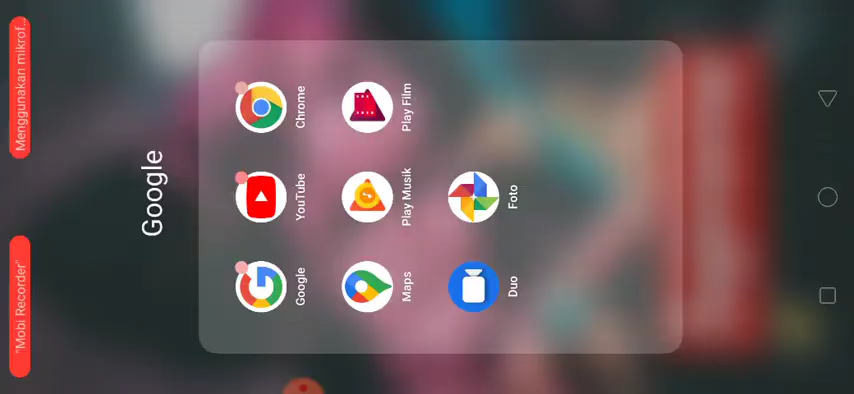 "Mobi Recorder"
Menggunakan mikrof..
Google
Google
YouTube
Chrome
Maps
Play Musik
Play Film
Duo
Foto